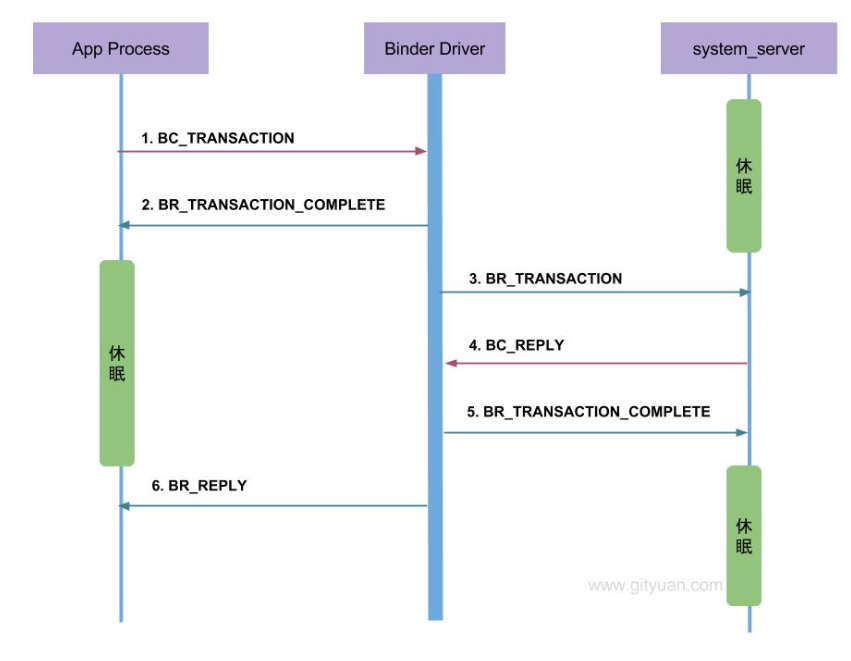 App Process
Binder Driver
system_server
1. BC_TRANSACTION
休
眠
2. BR_TRANSACTION_COMPLETE
3. BR_TRANSACTION
4. BC_REPLY
休
眠
5. BR_TRANSACTION_COMPLETE
6. BR_REPLY
休
眠
www.gityuan.com